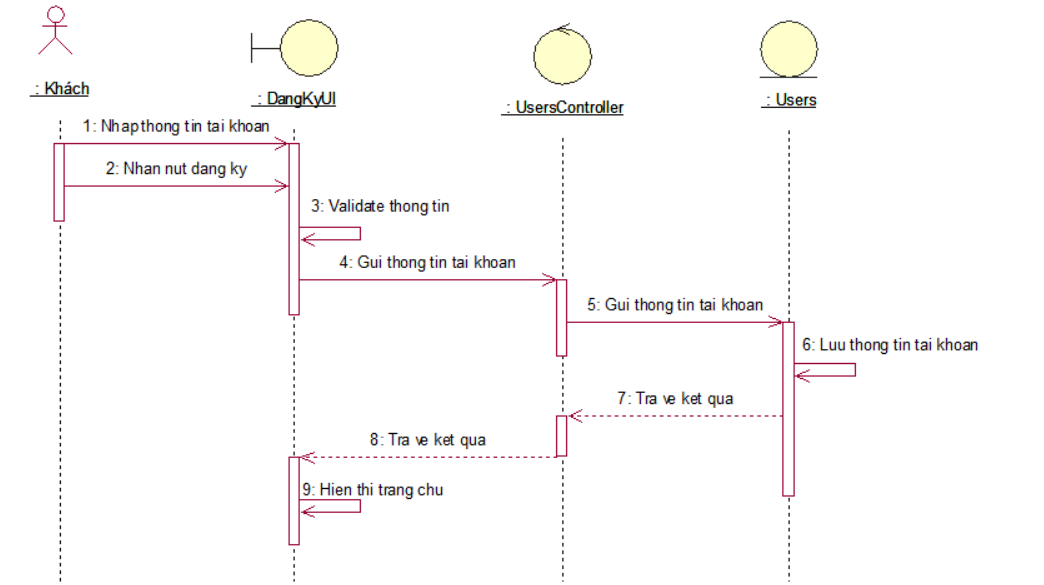 : Khách
: DangKyUI
: UsersController
: Users
1: Nhap thong tin tai khoan
2: Nhan nut dang ky
3: Validate thong tin
4: Gui thong tin tai khoan
5: Gui thong tin tai khoan
6: Luu thong tin tai khoan
7: Tra ve ket qua
8: Tra ve ket qua
9: Hien thi trang chu